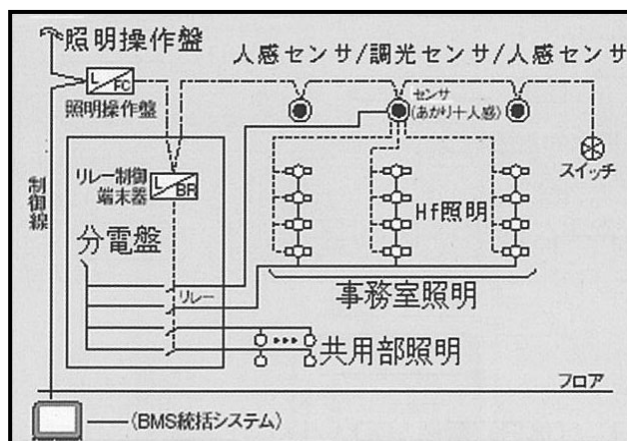 照明操作盤
人感センサ/調光センサ/人感センサ
L/FC
照明操作盤
センサ
(あかり+人感)
スイッチ
リレー制御
端末器
L/BR
制御線
分電盤
Hf照明
リレー
事務室照明
共用部照明
フロア
(BMS統括システム)